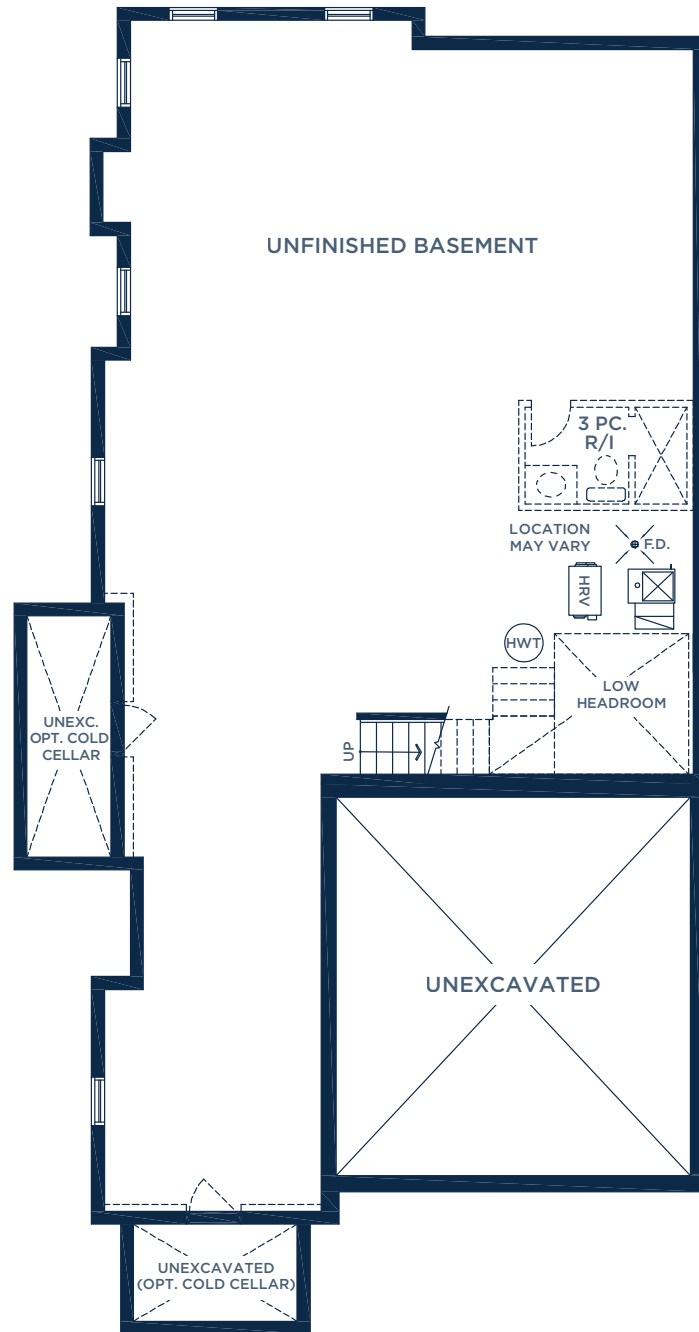 UNFINISHED BASEMENT
3 PC.
R/I
LOCATION
MAY VARY
F.D.
HRV
HWT
LOW
HEADROOM
UNEXC.
OPT. COLD
CELLAR
UP
UNEXCAVATED
UNEXCAVATED
(OPT. COLD CELLAR)